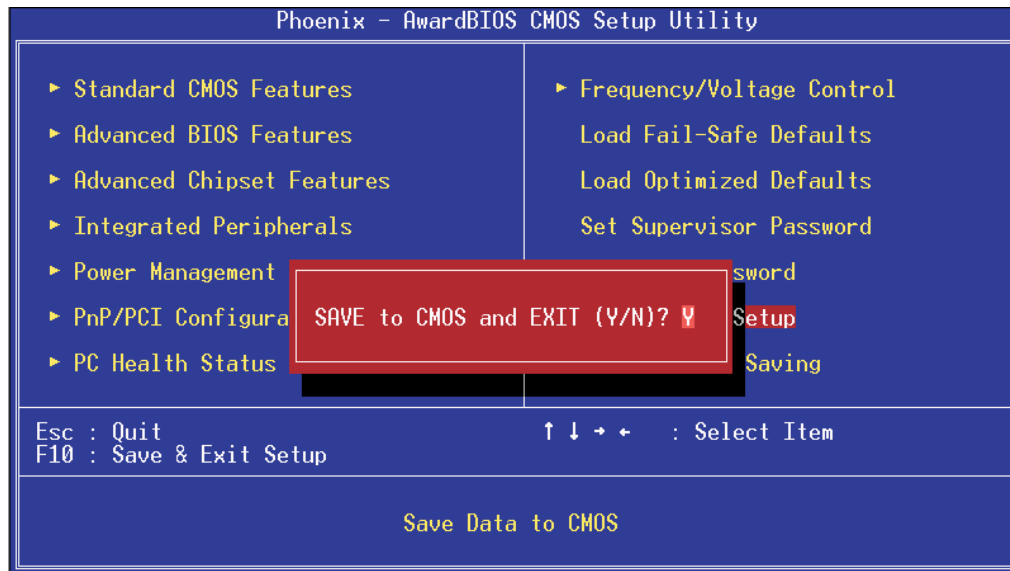 Phoenix - AwardBIOS CMOS Setup Utility
► Standard CMOS Features
► Advanced BIOS Features
► Advanced Chipset Features
► Integrated Peripherals
► Power Management
► PnP/PCI Configura
► PC Health Status
► Frequency/Voltage Control
Load Fail-Safe Defaults
Load Optimized Defaults
Set Supervisor Password
sword
Setup
Saving
SAVE to CMOS and EXIT (Y/N)? Y
Esc : Quit
F10 : Save & Exit Setup
↑ ↓ → ← : Select Item
Save Data to CMOS